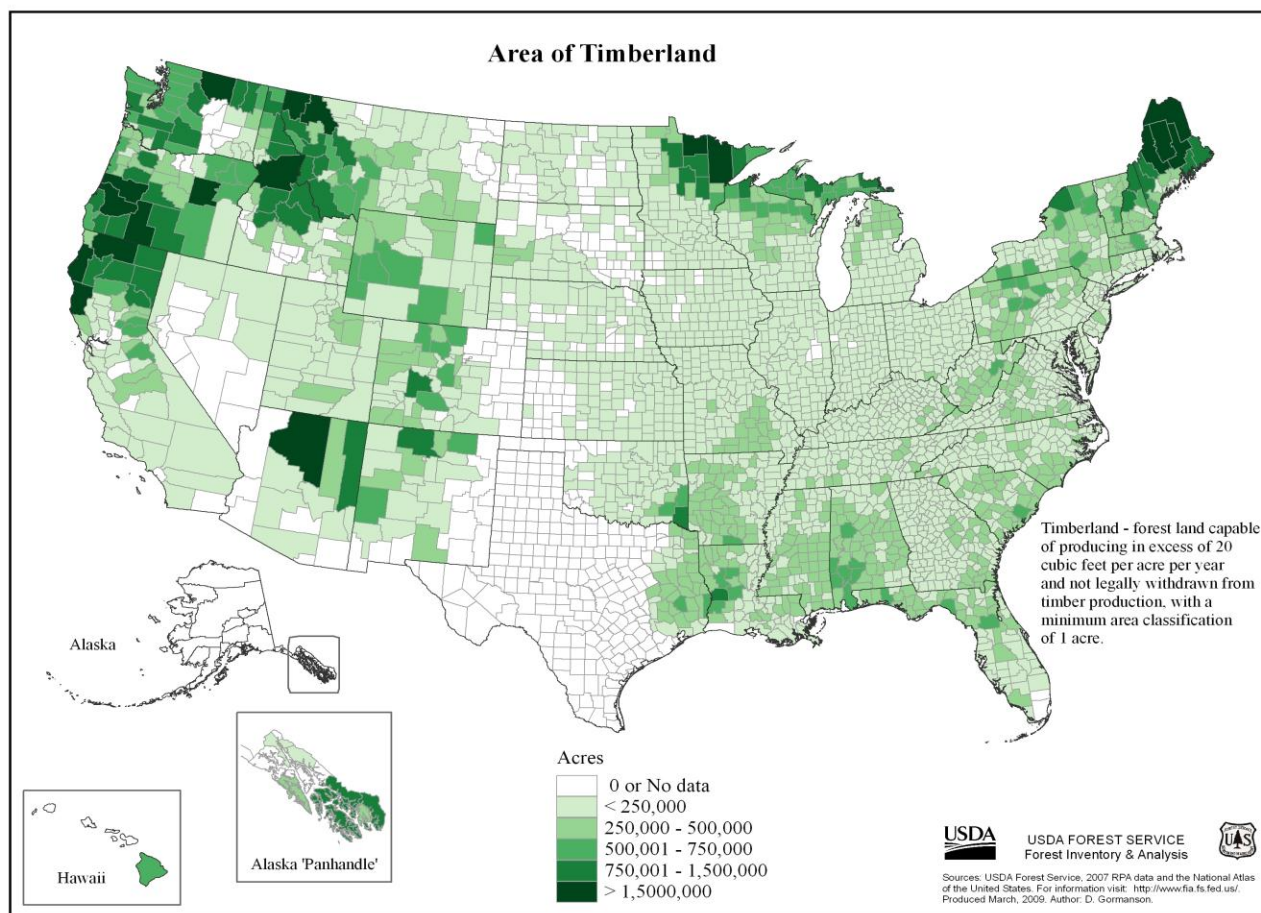 Area of Timberland
Timberland - forest land capable
of producing in excess of 20
cubic feet per acre per year
and not legally withdrawn from
timber production, with a
minimum area classification
of 1 acre.
Alaska
Alaska 'Panhandle'
Hawaii
Acres
0 or No data
< 250,000
250,000 - 500,000
500,001 - 750,000
750,001 - 1,500,000
> 1,5000,000
USDA
USDA FOREST SERVICE
Forest Inventory & Analysis
Sources: USDA Forest Service, 2007 RPA data and the National Atlas
of the United States. For information visit: http://www.fia.fs.fed.us/.
Produced March, 2009. Author: D. Gormanson.
U S